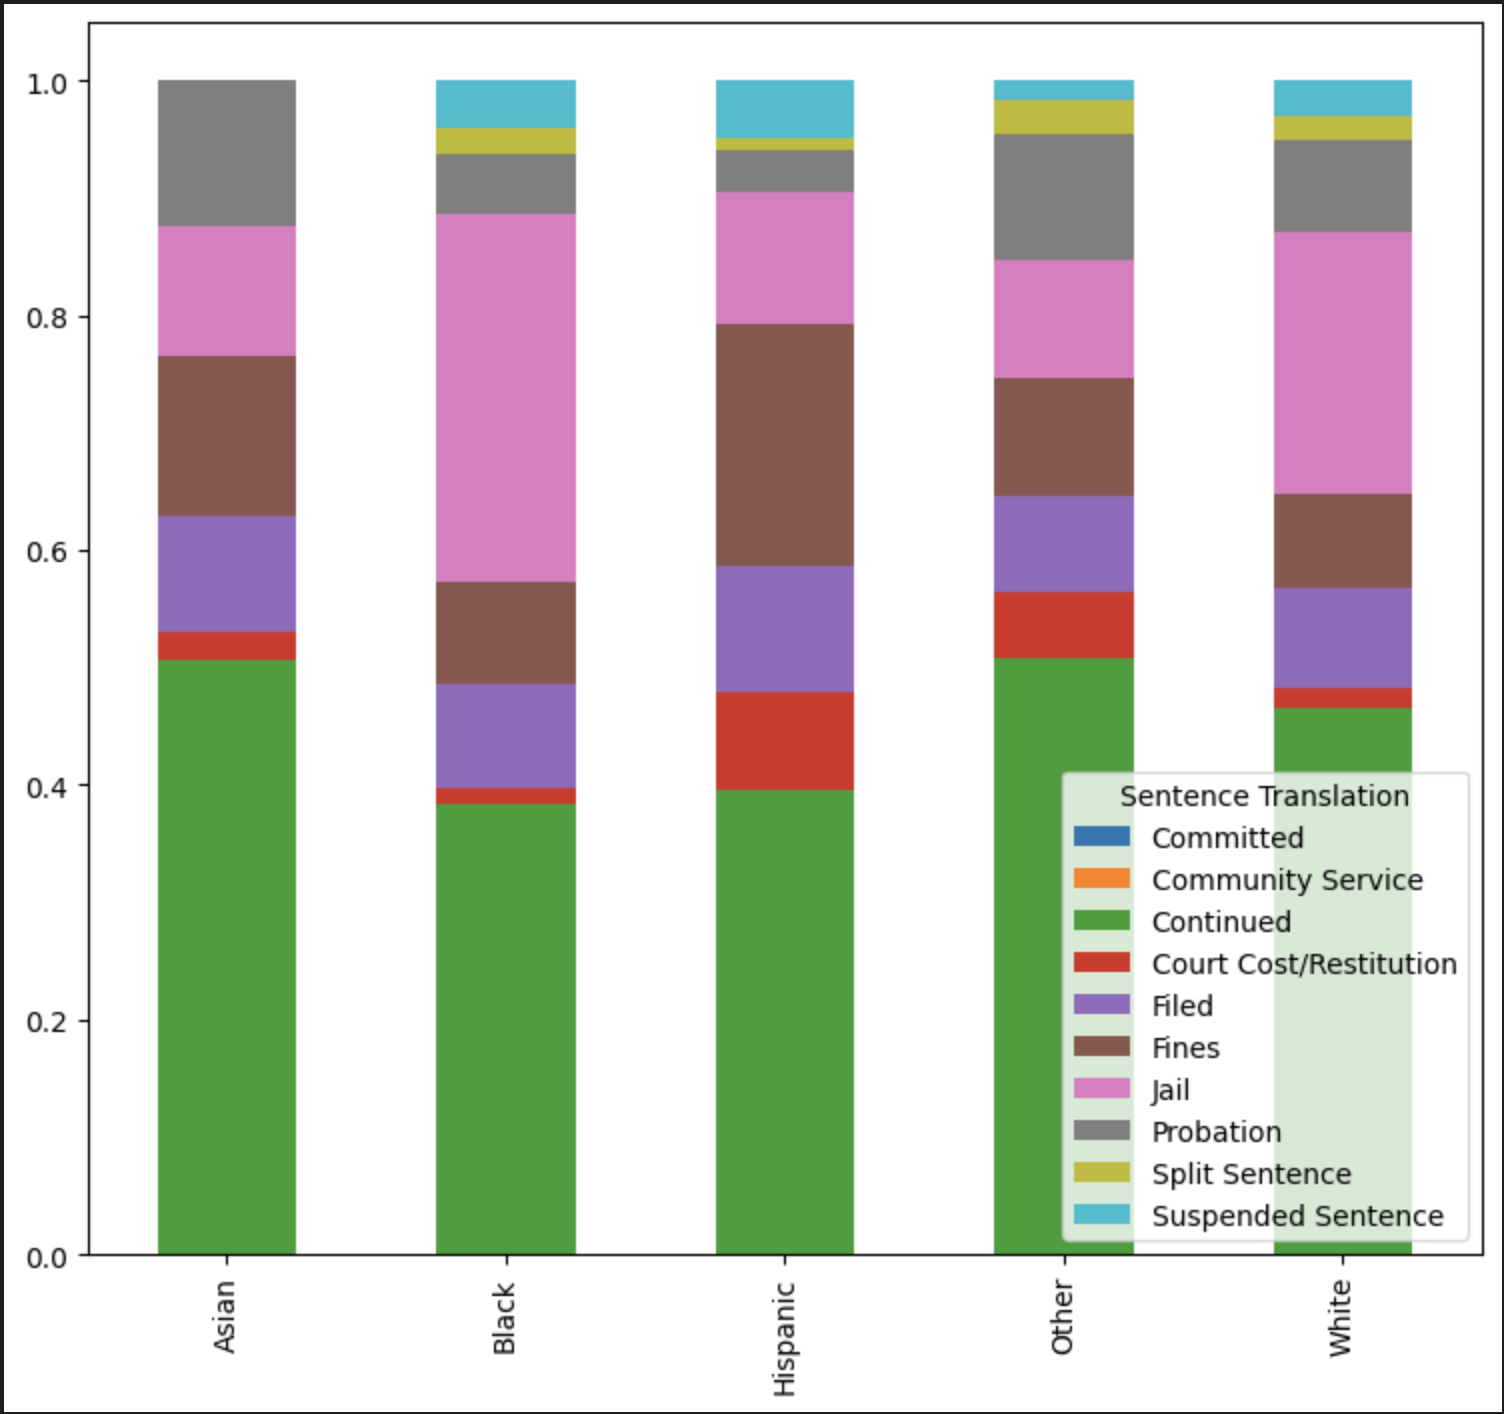 1.0
0.8
0.6
0.4
0.2
0.0
Sentence Translation
Committed
Community Service
Continued
Court Cost/Restitution
Filed
Fines
Jail
Probation
Split Sentence
Suspended Sentence
Asian
Black
Hispanic
Other
White